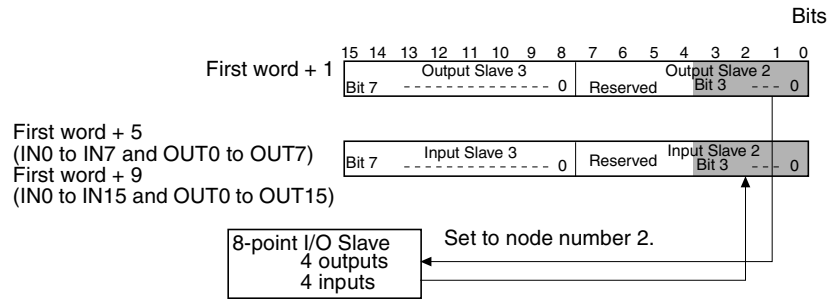 Bits
15 14 13 12 11 10 9 8 7 6 5 4 3 2 1 0
First word + 1
Output Slave 3 Output Slave 2
Bit 7 0 Reserved Bit 3 0
First word + 5
(IN0 to IN7 and OUT0 to OUT7)
First word + 9
(IN0 to IN15 and OUT0 to OUT15)
Input Slave 3 Input Slave 2
Bit 7 0 Reserved Bit 3 0
8-point I/O Slave
4 outputs
4 inputs
Set to node number 2.